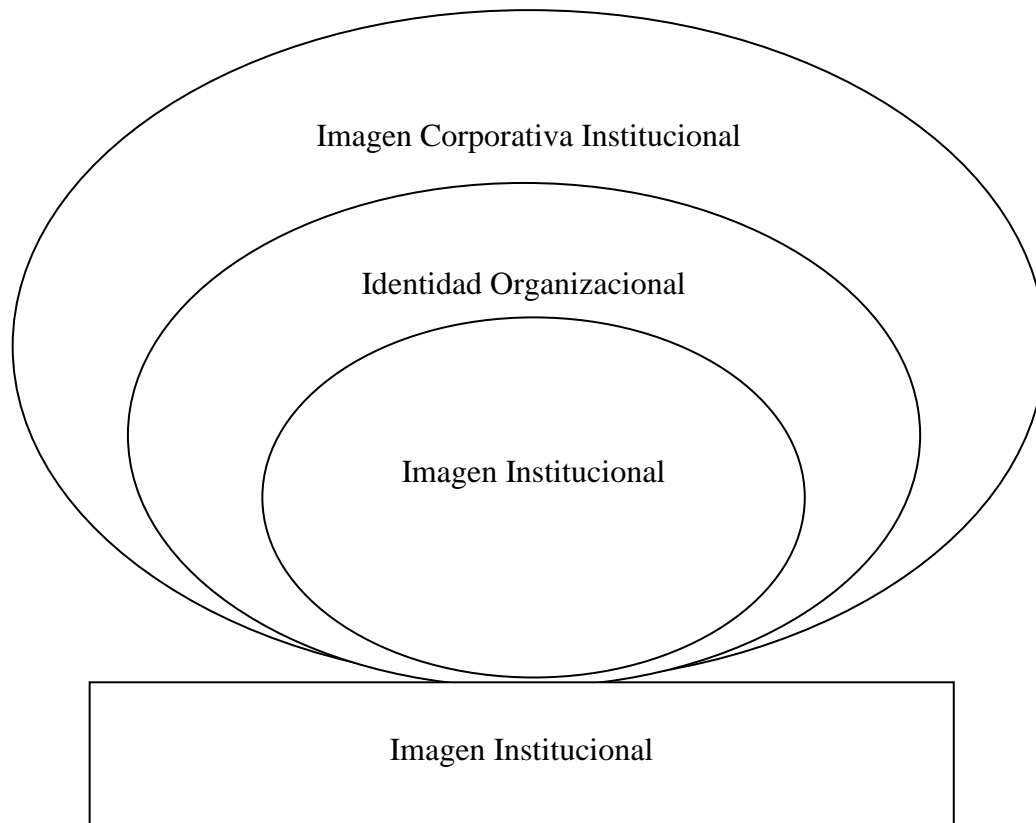 Imagen Corporativa Institucional
Identidad Organizacional
Imagen Institucional
Imagen Institucional